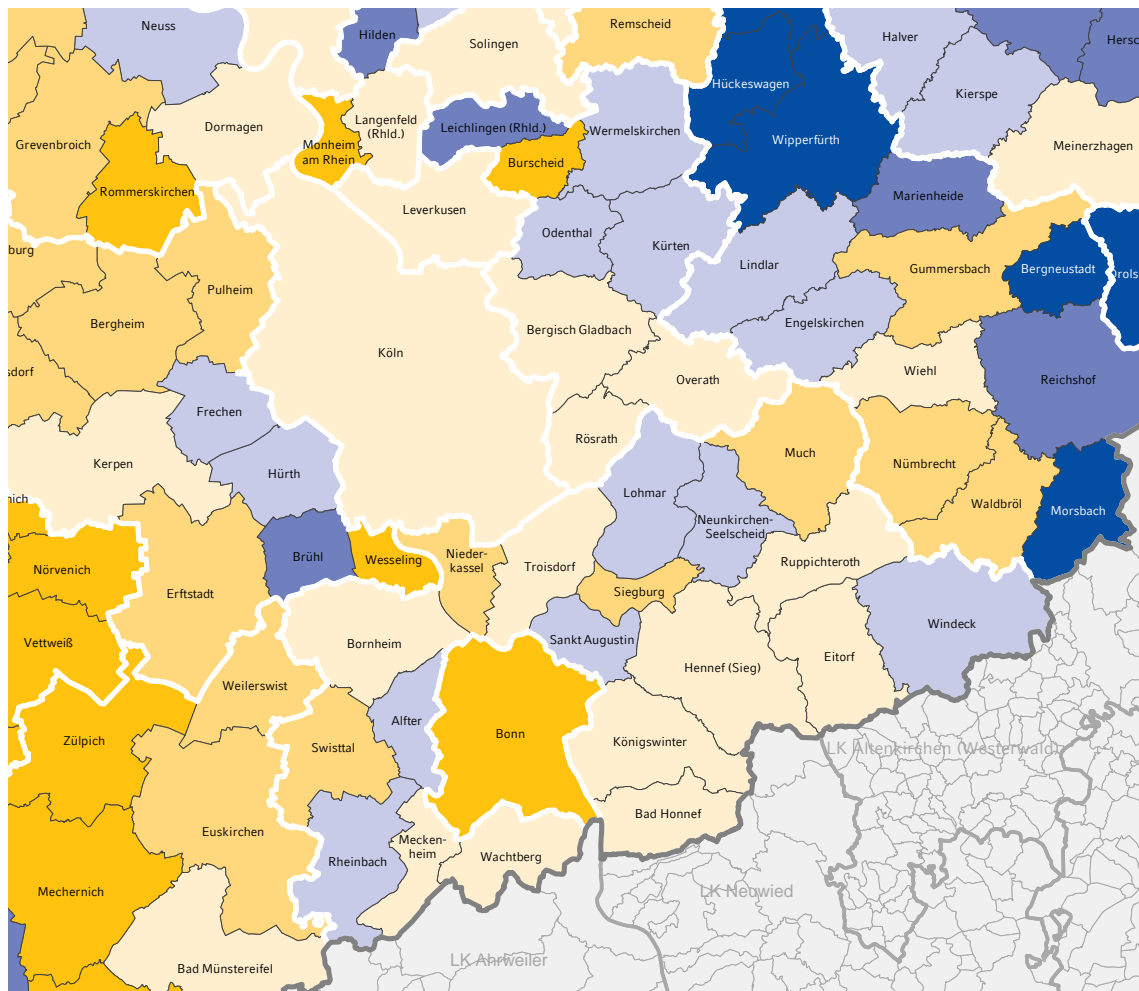 Neuss
Hilden
Solingen
Remscheid
Halver
Hersc
Hückeswagen
Kierspe
Grevenbroich
Dormagen
Langenfeld
(Rhld.)
Monheim
am Rhein
Leichlingen (Rhld.)
Wermelskirchen
Wipperfürth
Meinerzhagen
Burscheid
Rommerskirchen
Marienheide
Leverkusen
Odenthal
Kürten
burg
Lindlar
Gummersbach
Bergneustadt
Drols
Pulheim
Bergheim
Bergisch Gladbach
Engelskirchen
Köln
sdorf
Overath
Wiehl
Reichshof
Frechen
Rösrath
Much
Kerpen
Hürth
Nümbrecht
Lohmar
nich
Waldbröl
Morsbach
Neunkirchen-
Seelscheid
Nörvenich
Brühl
Wesseling
Nieder-
kassel
Troisdorf
Ruppichteroth
Erftstadt
Siegburg
Vettweiß
Bornheim
Sankt Augustin
Windeck
Hennef (Sieg)
Eitorf
Weilerswist
Alfter
Zülpich
Swisttal
Bonn
Königswinter
LK Altenkirchen (Westerwald)
Bad Honnef
Euskirchen
Rheinbach
Mecken-
heim
Wachtberg
Mechernich
LK Neuwied
LK Ahrweiler
Bad Münstereifel